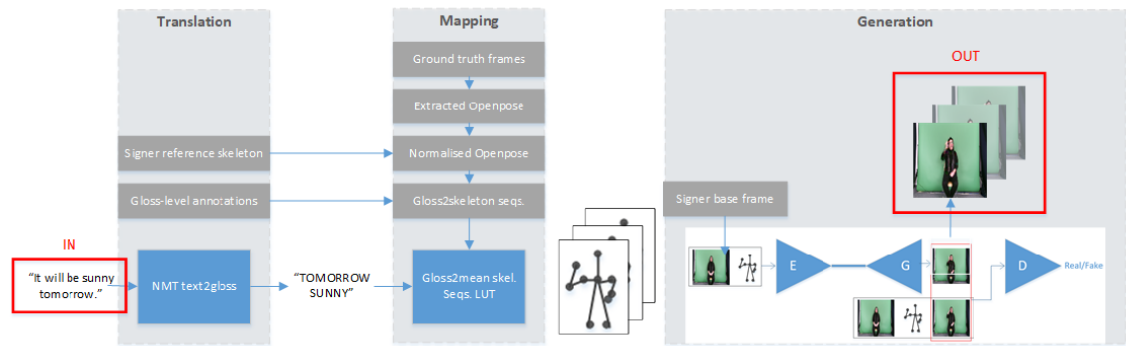 Translation
Mapping
Generation
Ground truth frames
OUT
Extracted Openpose
Signer reference skeleton
Normalised Openpose
Gloss-level annotations
Gloss2skeleton seqs.
Signer base frame
IN
"It will be sunny
tomorrow."
NMT text2gloss
"TOMORROW
SUNNY"
Gloss2mean skel.
Seqs. LUT
E
G
D
Real/Fake